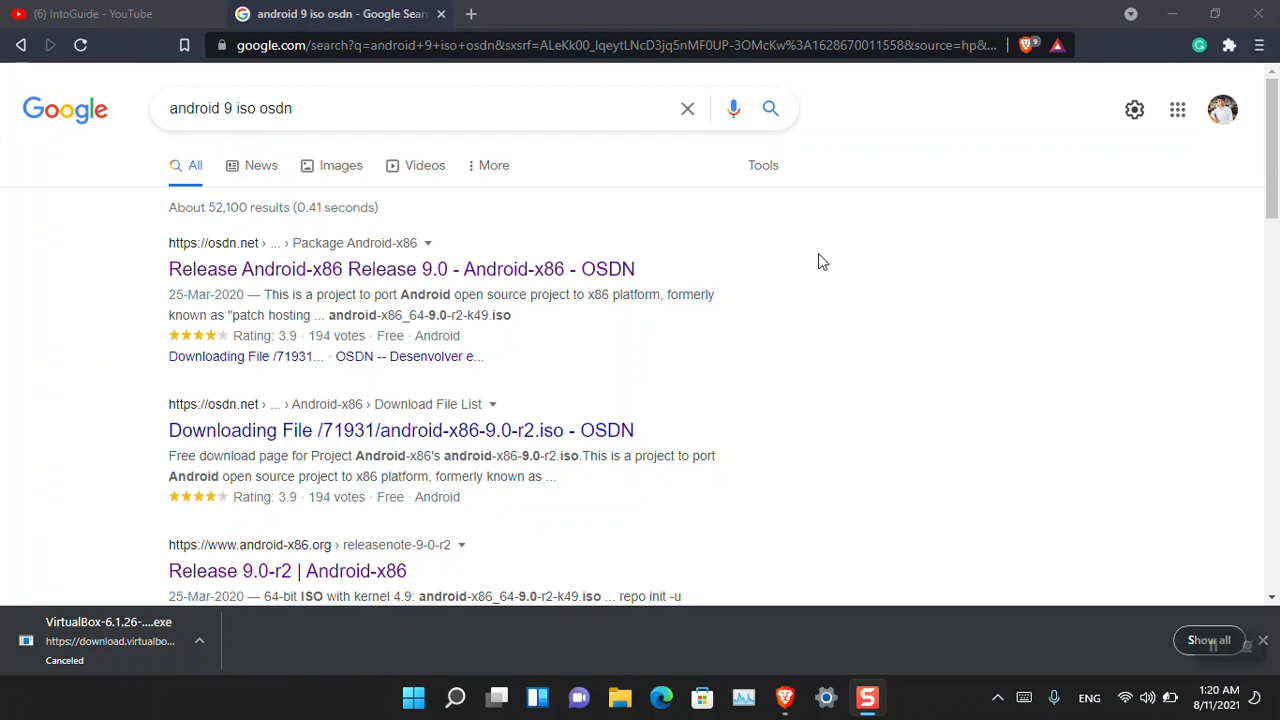 (6) IntoGuide - YouTube
android 9 iso osdn - Google Sear
google.com/search?q=android+9+iso+osdn&sxsrf=ALeKk00_lqeytLNcD3jq5nMF0UP-3OMcKw%3A1628670011558&source=hp&...
9
Google
android 9 iso osdn
All
News
Images
Videos
More
Tools
About 52,100 results (0.41 seconds)
https://osdn.net › ... › Package Android-x86
Release Android-x86 Release 9.0 - Android-x86 - OSDN
25-Mar-2020 — This is a project to port Android open source project to x86 platform, formerly
known as "patch hosting ... android-x86_64-9.0-r2-k49.iso
Rating: 3.9 · 194 votes · Free · Android
Downloading File /71931... · OSDN -- Desenvolver e...
https://osdn.net › ... › Android-x86 › Download File List
Downloading File /71931/android-x86-9.0-r2.iso - OSDN
Free download page for Project Android-x86's android-x86-9.0-r2.iso.This is a project to port
Android open source project to x86 platform, formerly known as ...
Rating: 3.9 · 194 votes · Free · Android
https://www.android-x86.org › releasenote-9-0-r2
Release 9.0-r2 | Android-x86
25-Mar-2020 — 64-bit ISO with kernel 4.9: android-x86_64-9.0-r2-k49.iso ... repo init -u
VirtualBox-6.1.26-....exe
https://download.virtualbo...
Canceled
Show all
S
ENG
1:20 AM
8/11/2021